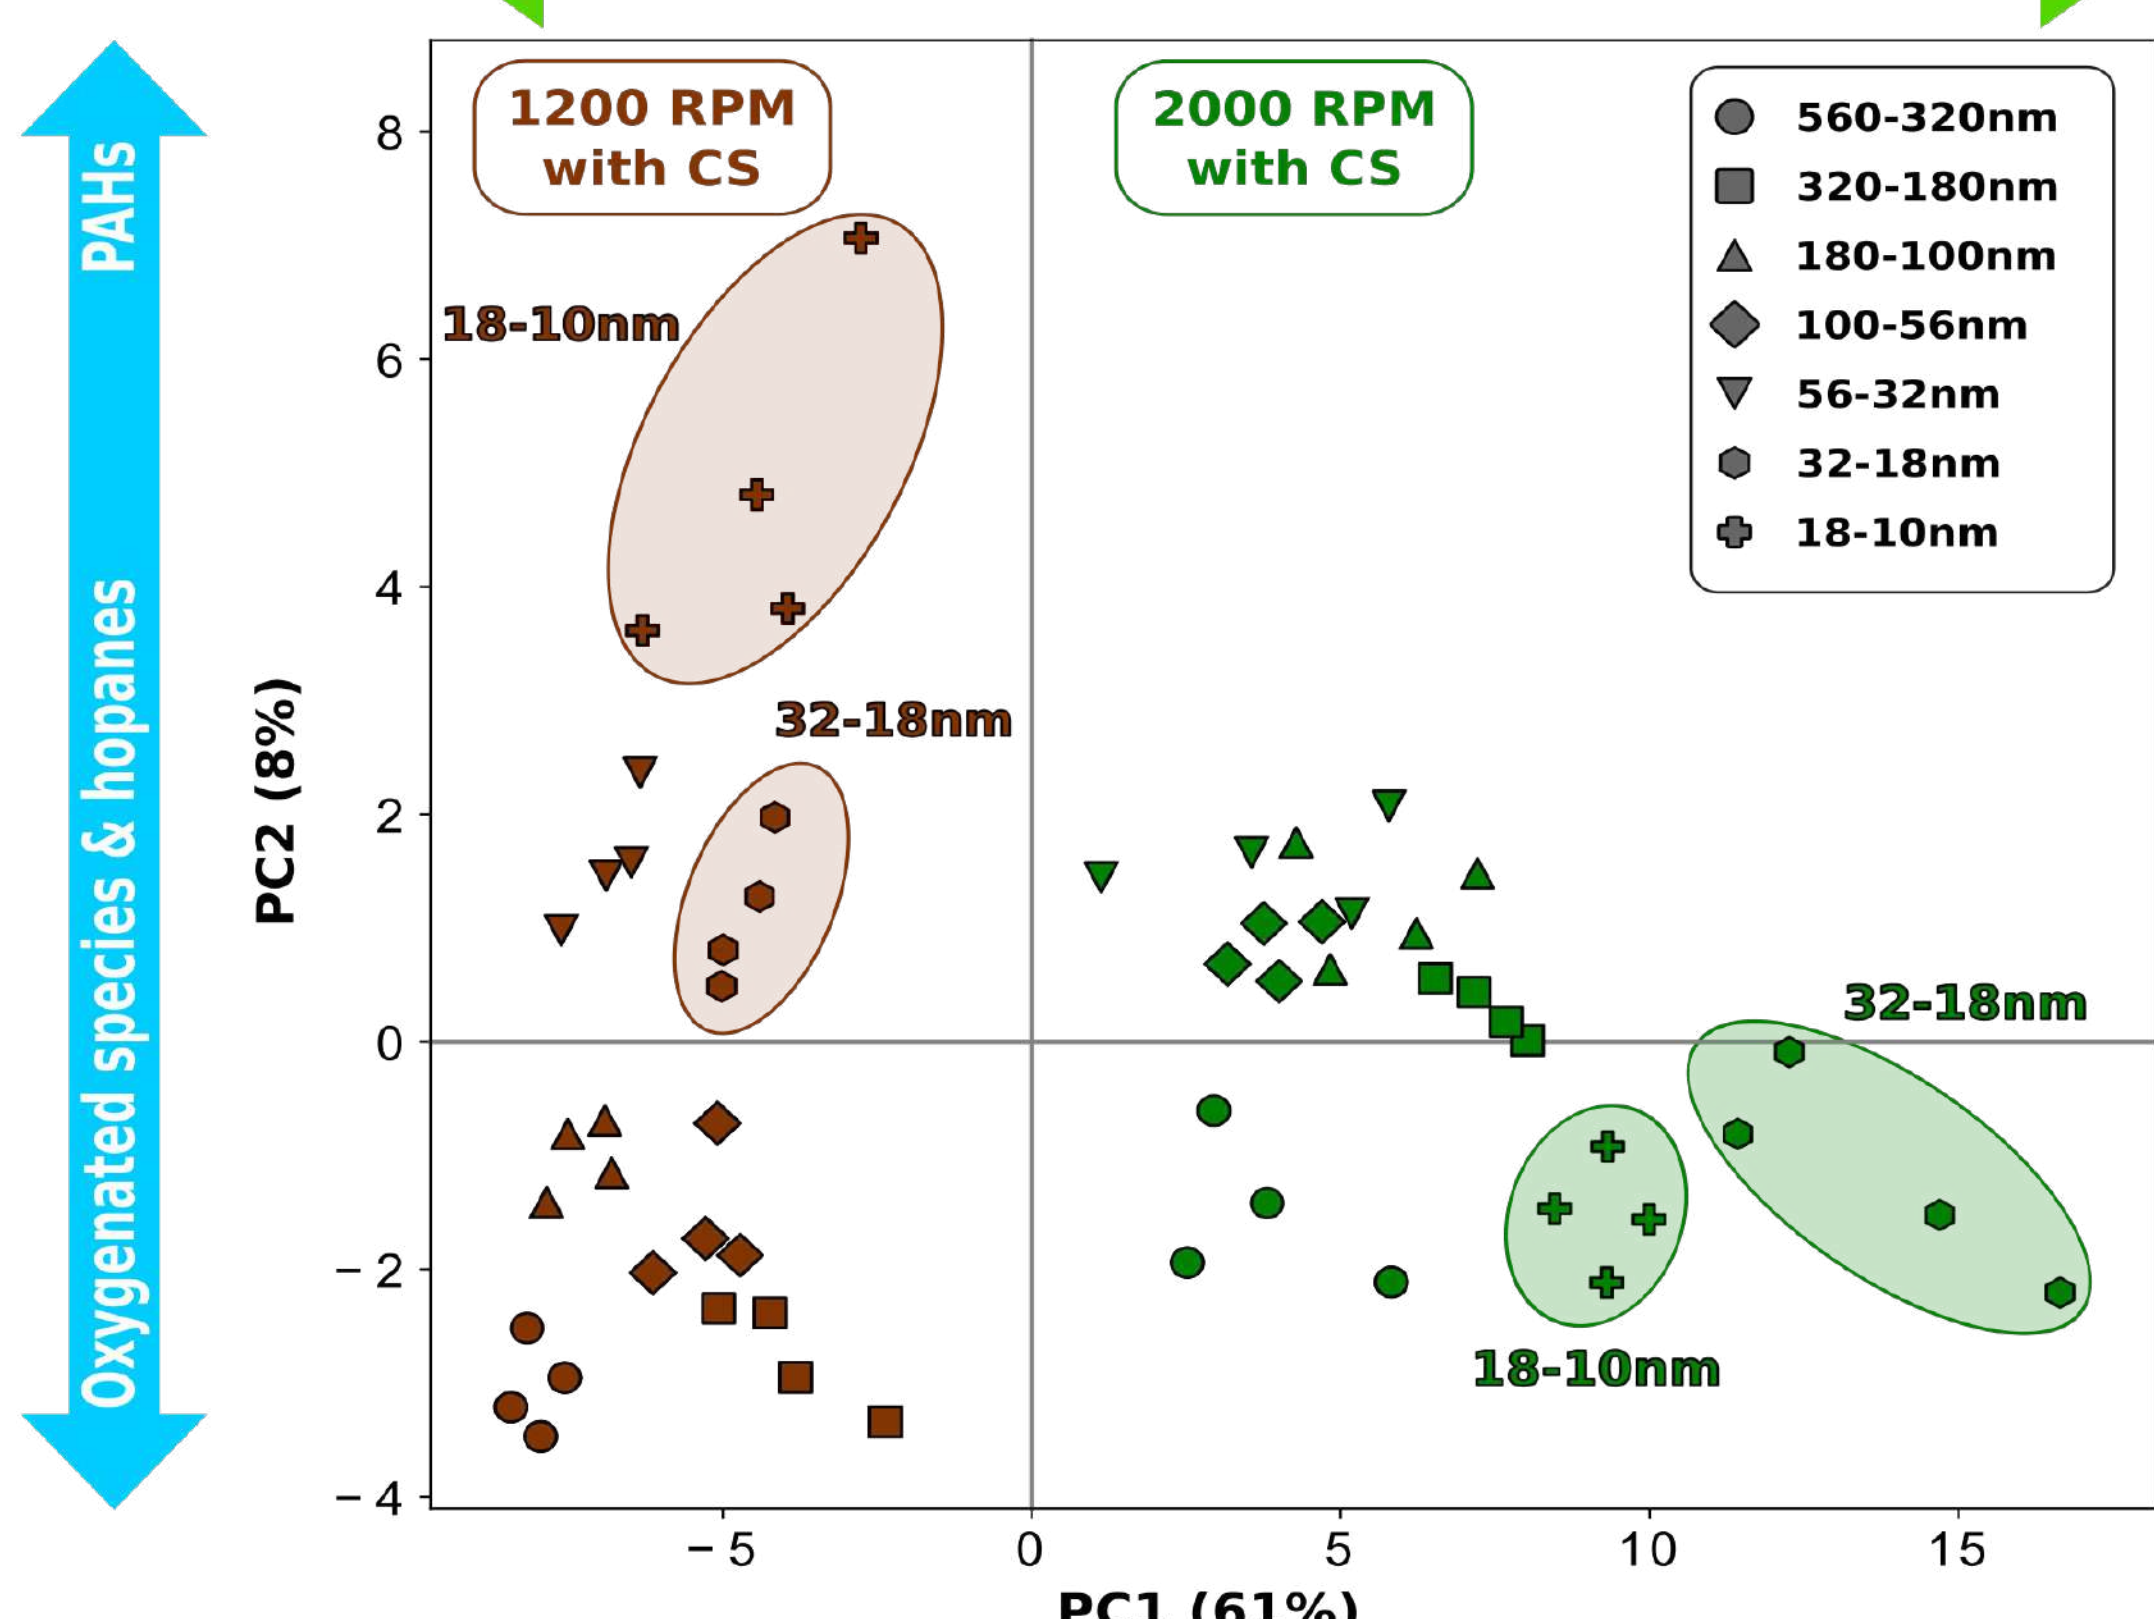 1200 RPM
with CS
2000 RPM
with CS
560-320nm
320-180nm
180-100nm
100-56nm
56-32nm
32-18nm
18-10nm
18-10nm
32-18nm
32-18nm
18-10nm
PAHs
Oxygenated species & hopanes
PC2 (8%)
8
6
4
2
0
−2
−4
−5
0
5
10
15
PC1 (61%)